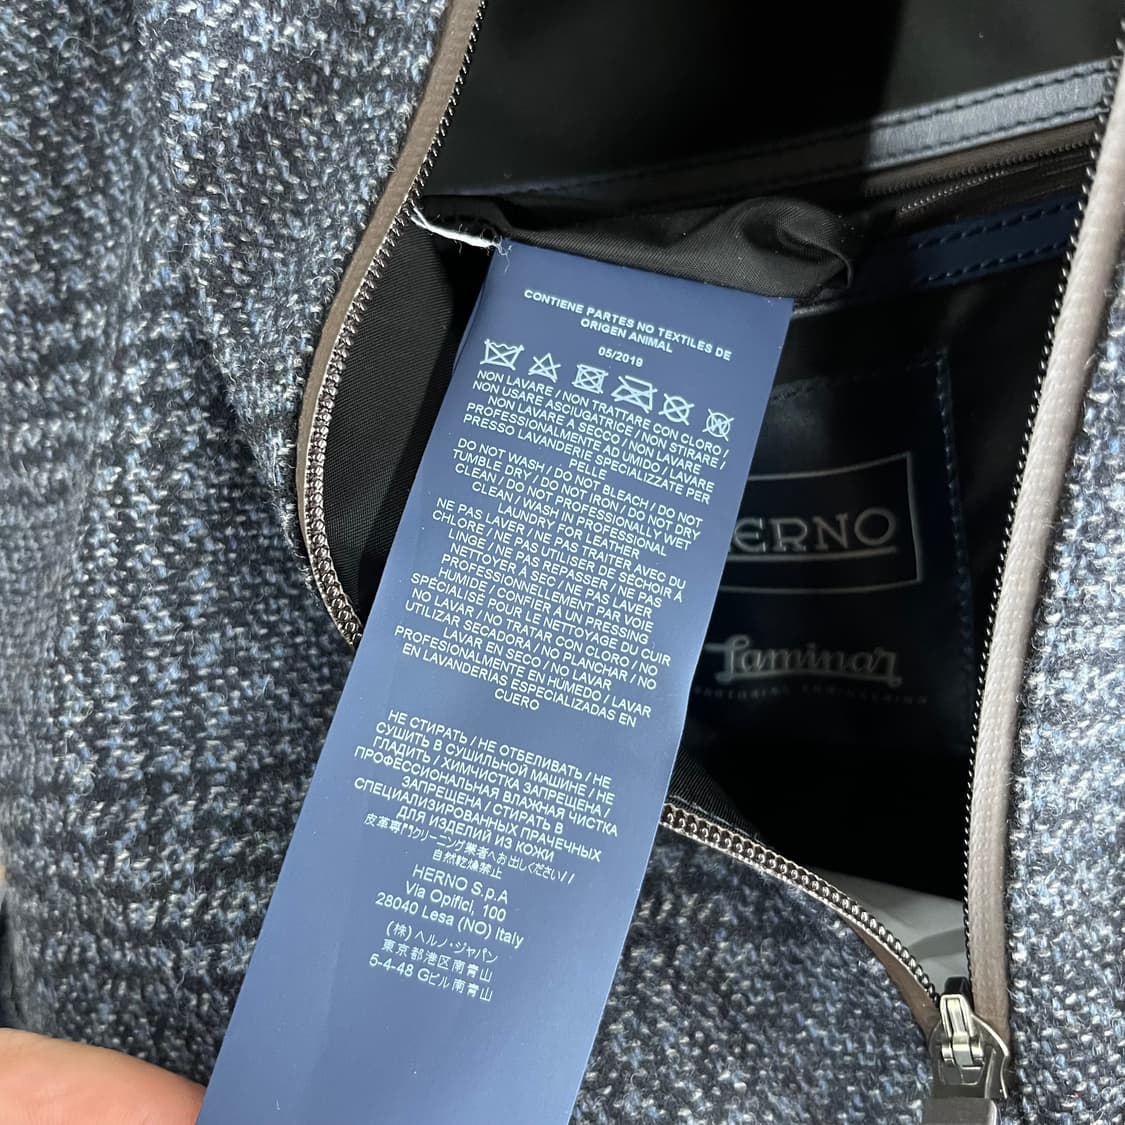 CONTIENE PARTES NO TEXTILES DE
ORIGEN ANIMAL
05/2019
NON LAVARE / NON TRATTARE CON CLORO /
NON USARE ASCIUGATRICE / NON STIRARE /
NON LAVARE A SECCO / NON LAVARE
PROFESSIONALMENTE AD UMIDO / LAVARE
PRESSO LAVANDERIE SPECIALIZZATE PER
PELLE
DO NOT WASH / DO NOT BLEACH / DO NOT
TUMBLE DRY / DO NOT IRON / DO NOT DRY
CLEAN / DO NOT PROFESSIONALLY WET
CLEAN / WASH IN PROFESSIONAL
LAUNDRY FOR LEATHER
NE PAS LAVER / NE PAS TRAITER AVEC DU
CHLORE / NE PAS UTILISER DE SÉCHOIR À
LINGE / NE PAS REPASSER / NE PAS
NETTOYER À SEC / NE PAS LAVER
PROFESSIONNELLEMENT PAR VOIE
HUMIDE / CONFIER À UN PRESSING
SPÉCIALISÉ POUR LE NETTOYAGE DU CUIR
NO LAVAR / NO TRATAR CON CLORO / NO
UTILIZAR SECADORA / NO PLANCHAR / NO
LAVAR EN SECO / NO LAVAR
PROFESIONALMENTE EN HÚMEDO / LAVAR
EN LAVANDERÍAS ESPECIALIZADAS EN
CUERO
НЕ СТИРАТЬ / НЕ ОТБЕЛИВАТЬ / НЕ
СУШИТЬ В СУШИЛЬНОЙ МАШИНЕ / НЕ
ГЛАДИТЬ / ХИМЧИСТКА ЗАПРЕЩЕНА /
ПРОФЕССИОНАЛЬНАЯ ВЛАЖНАЯ ЧИСТКА
ЗАПРЕЩЕНА / СТИРАТЬ В
СПЕЦИАЛИЗИРОВАННЫХ ПРАЧЕЧНЫХ
ДЛЯ ИЗДЕЛИЙ ИЗ КОЖИ
皮革専門クリーニング業者へお出しください / /
自然乾燥禁止
HERNO S.p.A
Via Opifici, 100
28040 Lesa (NO) Italy
(株)ヘルノ・ジャパン
東京都港区南青山
5-4-48 Gビル南青山
HERNO
Laminar